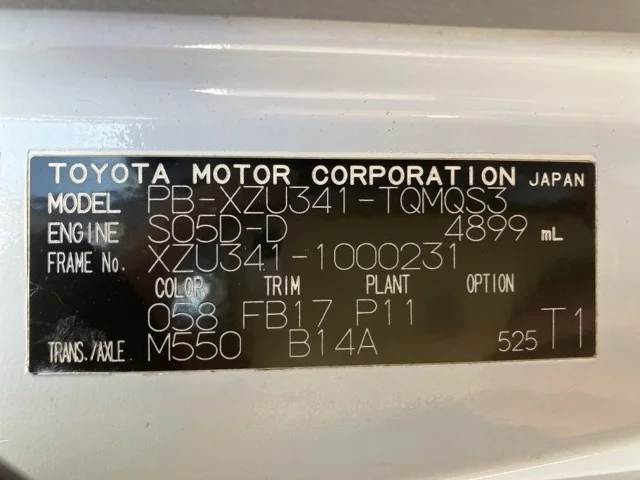 TOYOTA MOTOR CORPORATION JAPAN
MODEL PB-XZU341-TQMQS3
ENGINE S05D-D 4899 mL
FRAME No. XZU341-1000231
COLOR TRIM PLANT OPTION
058 FB17 P11
TRANS./AXLE M550 B14A 525 T1